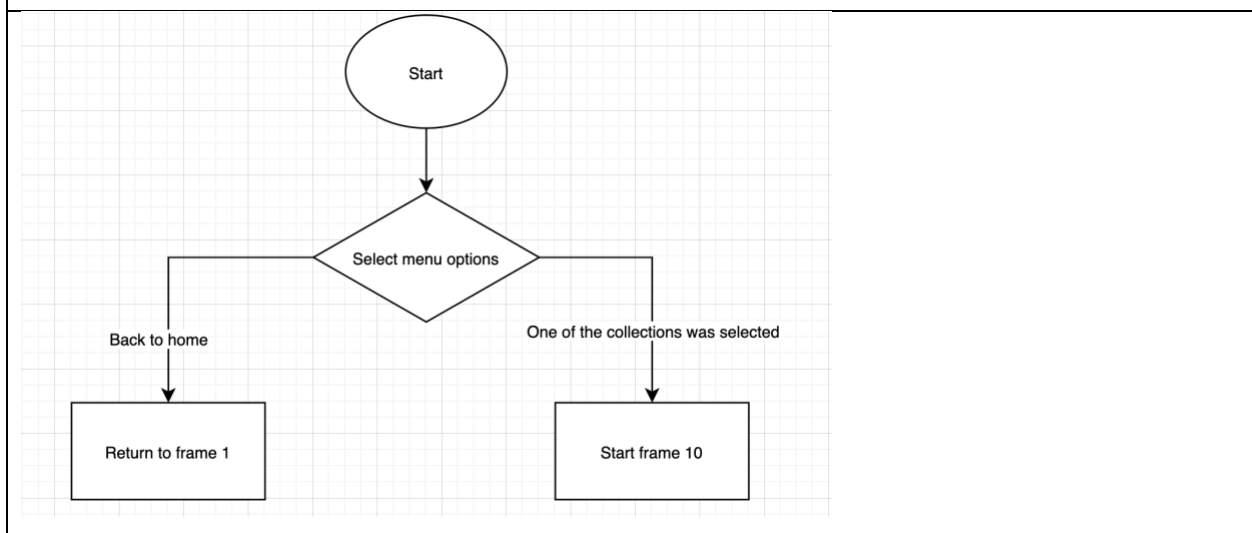 Start
Select menu options
Back to home
One of the collections was selected
Return to frame 1
Start frame 10